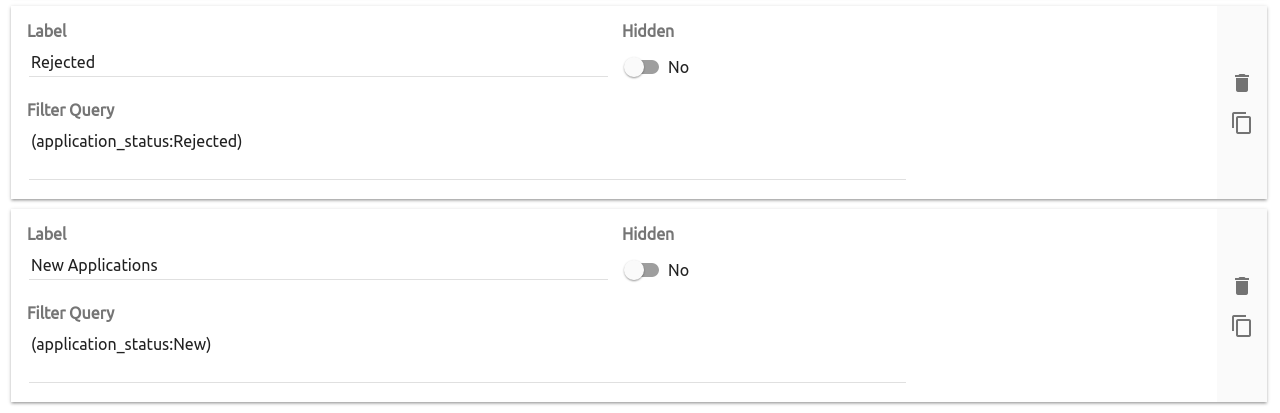 Label
Hidden
Rejected
No
Filter Query
(application_status:Rejected)
Label
Hidden
New Applications
No
Filter Query
(application_status:New)